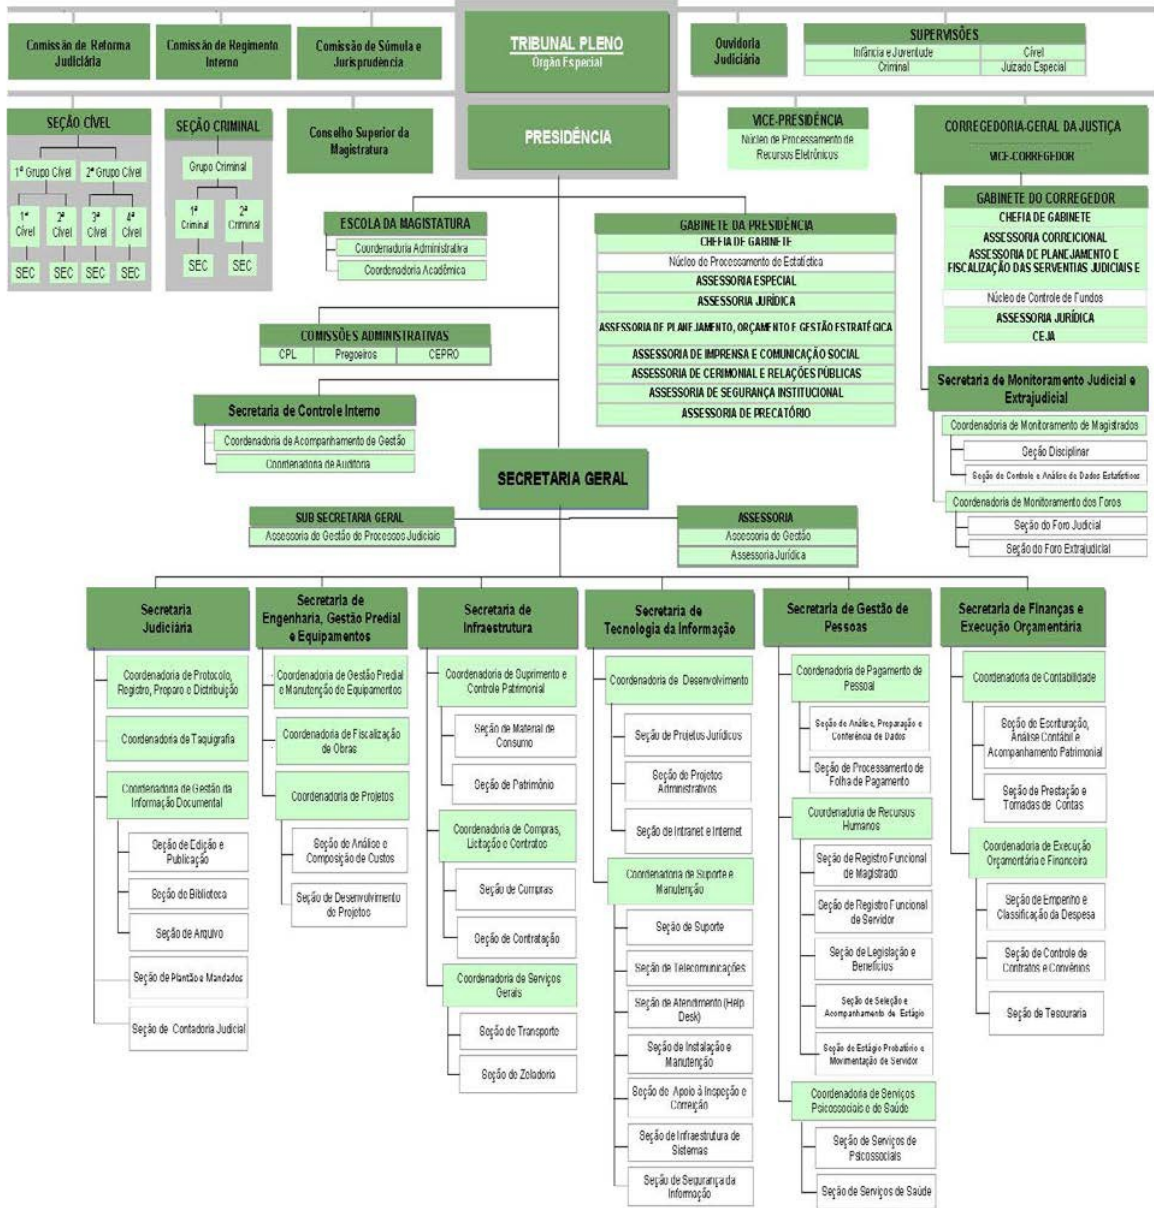 Comissão de Reforma
Judiciária
Comissão de Regimento
Interno
Comissão de Súmula e
Jurisprudência
TRIBUNAL PLENO
Órgão Especial
Ouvidoria
Judiciária
SUPERVISÕES
Infância e Juventude
Cível
Criminal
Juizado Especial
SEÇÃO CÍVEL
1º Grupo Cível
2º Grupo Cível
1ª
Cível
2ª
Cível
3ª
Cível
4ª
Cível
SEC
SEC
SEC
SEC
SEÇÃO CRIMINAL
Grupo Criminal
1ª
Criminal
2ª
Criminal
SEC
SEC
Conselho Superior da
Magistratura
PRESIDÊNCIA
VICE-PRESIDÊNCIA
Núcleo de Processamento de
Recursos Eletrônicos
CORREGEDORIA-GERAL DA JUSTIÇA
VICE-CORREGEDOR
GABINETE DO CORREGEDOR
CHEFIA DE GABINETE
ASSESSORIA CORREICIONAL
ASSESSORIA DE PLANEJAMENTO E
FISCALIZAÇÃO DAS SERVENTIAS JUDICIAIS E
Núcleo de Controle de Fundos
ASSESSORIA JURÍDICA
CEJA
ESCOLA DA MAGISTATURA
Coordenadoria Administrativa
Coordenadoria Acadêmica
GABINETE DA PRESIDÊNCIA
CHEFIA DE GABINETE
Núcleo de Processamento de Estatística
ASSESSORIA ESPECIAL
ASSESSORIA JURÍDICA
ASSESSORIA DE PLANEJAMENTO, ORÇAMENTO E GESTÃO ESTRATÉGICA
ASSESSORIA DE IMPRENSA E COMUNICAÇÃO SOCIAL
ASSESSORIA DE CERIMONIAL E RELAÇÕES PÚBLICAS
ASSESSORIA DE SEGURANÇA INSTITUCIONAL
ASSESSORIA DE PRECATÓRIO
COMISSÕES ADMINISTRATIVAS
CPL
Pregoeiros
CEPRO
Secretaria de Controle Interno
Coordenadoria de Acompanhamento de Gestão
Coordenadoria de Auditoria
Secretaria de Monitoramento Judicial e
Extrajudicial
Coordenadoria de Monitoramento de Magistrados
Seção Disciplinar
Seção de Controle e Análise de Dados Estatísticos
Coordenadoria de Monitoramento dos Foros
Seção do Foro Judicial
Seção do Foro Extrajudicial
SECRETARIA GERAL
SUB SECRETARIA GERAL
Assessoria de Gestão de Processos Judiciais
ASSESSORIA
Assessoria de Gestão
Assessoria Jurídica
Secretaria
Judiciária
Coordenadoria de Protocolo,
Registro, Preparo e Distribuição
Coordenadoria de Taquigrafia
Coordenadoria de Gestão da
Informação Documental
Seção de Edição e
Publicação
Seção de Biblioteca
Seção de Arquivo
Seção de Plantão e Mandados
Seção de Contadoria Judicial
Secretaria de
Engenharia, Gestão Predial
e Equipamentos
Coordenadoria de Gestão Predial
e Manutenção de Equipamentos
Coordenadoria de Fiscalização
de Obras
Coordenadoria de Projetos
Seção de Análise e
Composição de Custos
Seção de Desenvolvimento
de Projetos
Secretaria de
Infraestrutura
Coordenadoria de Suprimento e
Controle Patrimonial
Seção de Material de
Consumo
Seção de Patrimônio
Coordenadoria de Compras,
Licitação e Contratos
Seção de Compras
Seção de Contratação
Coordenadoria de Serviços
Gerais
Seção de Transporte
Seção de Zeladoria
Secretaria de
Tecnologia da Informação
Coordenadoria de Desenvolvimento
Seção de Projetos Jurídicos
Seção de Projetos
Administrativos
Seção de Intranet e Internet
Coordenadoria de Suporte e
Manutenção
Seção de Suporte
Seção de Telecomunicações
Seção de Atendimento (Help
Desk)
Seção de Instalação e
Manutenção
Seção de Apoio à Inspeção e
Correição
Seção de Infraestrutura de
Sistemas
Seção de Segurança da
Informação
Secretaria de Gestão de
Pessoas
Coordenadoria de Pagamento de
Pessoal
Seção de Análise, Preparação e
Conferência de Dados
Seção de Processamento de
Folha de Pagamento
Coordenadoria de Recursos
Humanos
Seção de Registro Funcional
de Magistrado
Seção de Registro Funcional
de Servidor
Seção de Legislação e
Benefícios
Seção de Seleção e
Acompanhamento de Estágio
Seção de Estágio Probatório e
Movimentação de Servidor
Coordenadoria de Serviços
Psicossociais e de Saúde
Seção de Serviços de
Psicossociais
Seção de Serviços de Saúde
Secretaria de Finanças e
Execução Orçamentária
Coordenadoria de Contabilidade
Seção de Escrituração,
Análise Contábil e
Acompanhamento Patrimonial
Seção de Prestação e
Tomadas de Contas
Coordenadoria de Execução
Orçamentária e Financeira
Seção de Empenho e
Classificação da Despesa
Seção de Controle de
Contratos e Convênios
Seção de Tesouraria